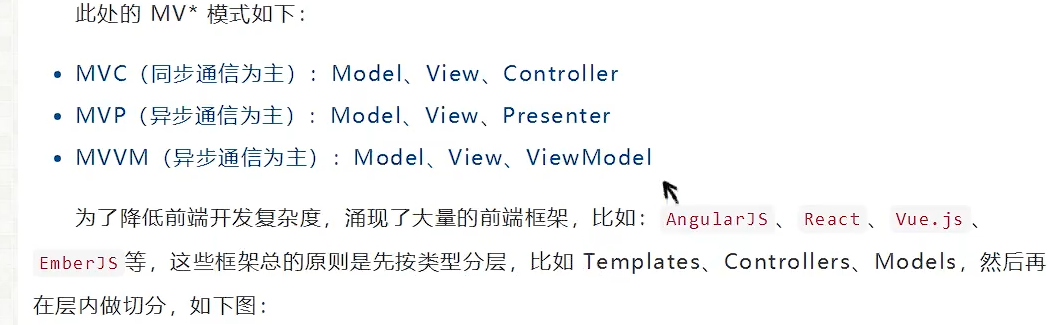 此处的 MV* 模式如下：
• MVC（同步通信为主）：Model、View、Controller
• MVP（异步通信为主）：Model、View、Presenter
• MVVM（异步通信为主）：Model、View、ViewModel
为了降低前端开发复杂度，涌现了大量的前端框架，比如：AngularJS、React、Vue.js、
EmberJS等，这些框架总的原则是先按类型分层，比如 Templates、Controllers、Models，然后再
在层内做切分，如下图：